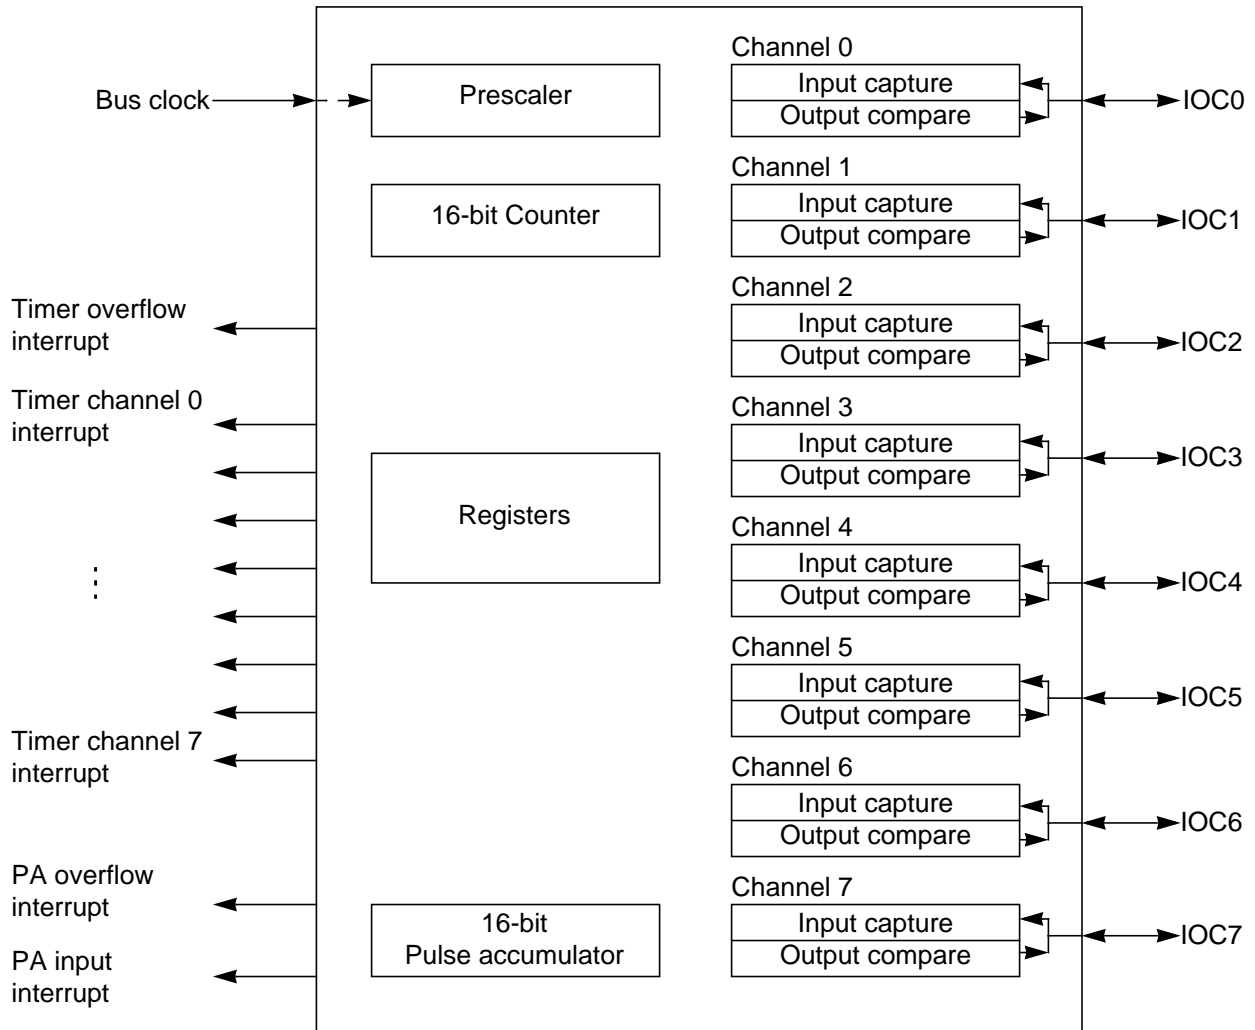 Bus clock
Timer overflow
interrupt
Timer channel 0
interrupt
Timer channel 7
interrupt
PA overflow
interrupt
PA input
interrupt
Prescaler
16-bit Counter
Registers
16-bit
Pulse accumulator
Channel 0
Input capture
Output compare
IOC0
Channel 1
Input capture
Output compare
IOC1
Channel 2
Input capture
Output compare
IOC2
Channel 3
Input capture
Output compare
IOC3
Channel 4
Input capture
Output compare
IOC4
Channel 5
Input capture
Output compare
IOC5
Channel 6
Input capture
Output compare
IOC6
Channel 7
Input capture
Output compare
IOC7